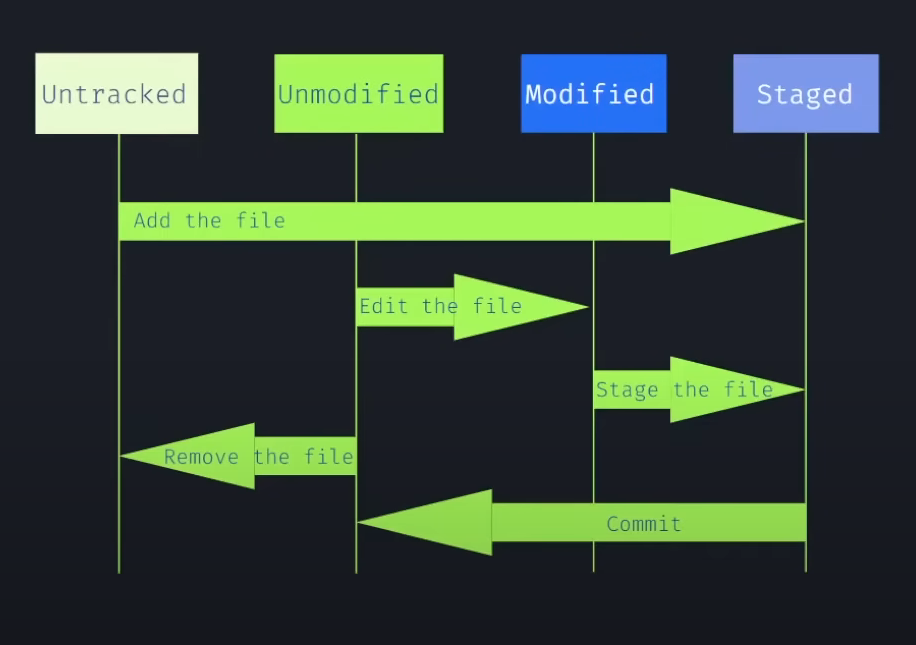 Untracked
Unmodified
Modified
Staged
Add the file
Edit the file
Stage the file
Remove the file
Commit